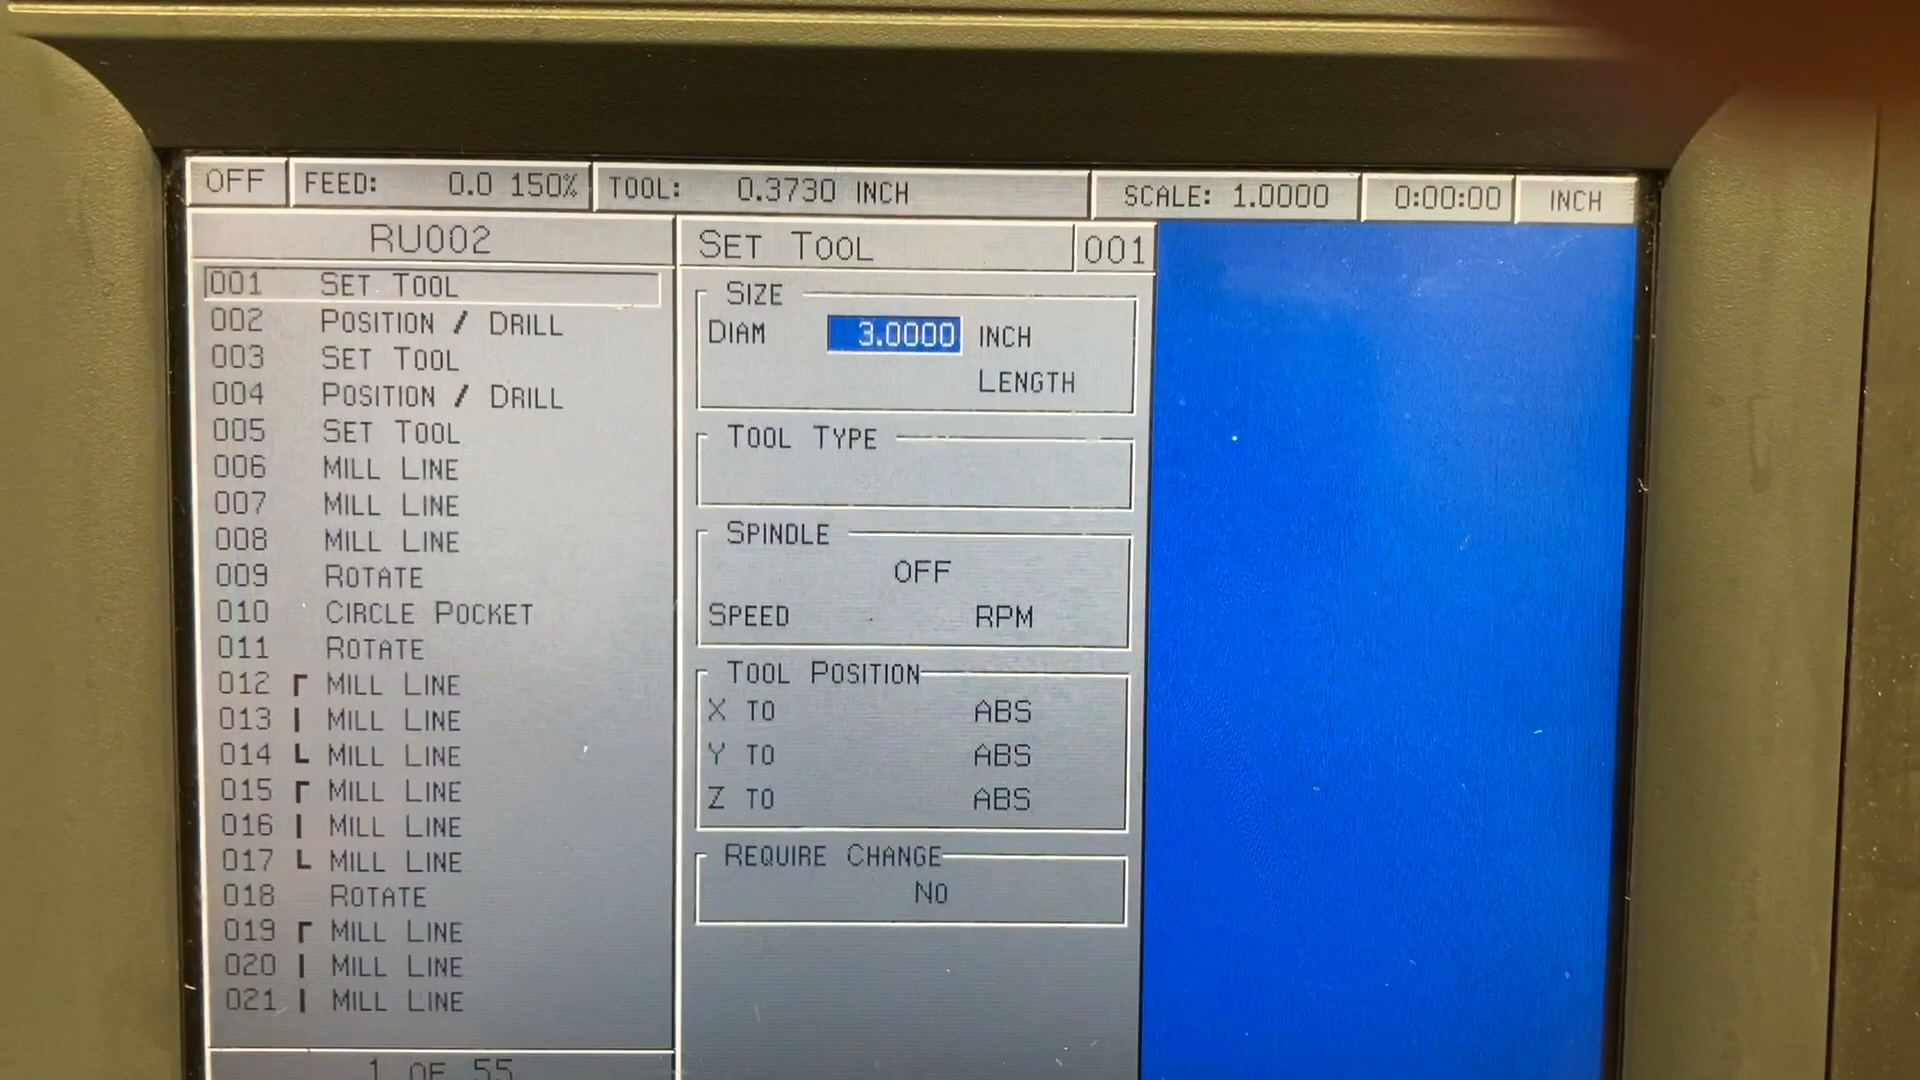 OFF FEED: 0.0 150% TOOL: 0.3730 INCH SCALE: 1.0000 0:00:00 INCH
RU002
001 SET TOOL
002 POSITION / DRILL
003 SET TOOL
004 POSITION / DRILL
005 SET TOOL
006 MILL LINE
007 MILL LINE
008 MILL LINE
009 ROTATE
010 CIRCLE POCKET
011 ROTATE
012 MILL LINE
013 MILL LINE
014 MILL LINE
015 MILL LINE
016 MILL LINE
017 MILL LINE
018 ROTATE
019 MILL LINE
020 MILL LINE
021 MILL LINE
1 OF 55
SET TOOL 001
SIZE
DIAM 3.0000 INCH
LENGTH
TOOL TYPE
SPINDLE
OFF
SPEED RPM
TOOL POSITION
X TO ABS
Y TO ABS
Z TO ABS
REQUIRE CHANGE
NO